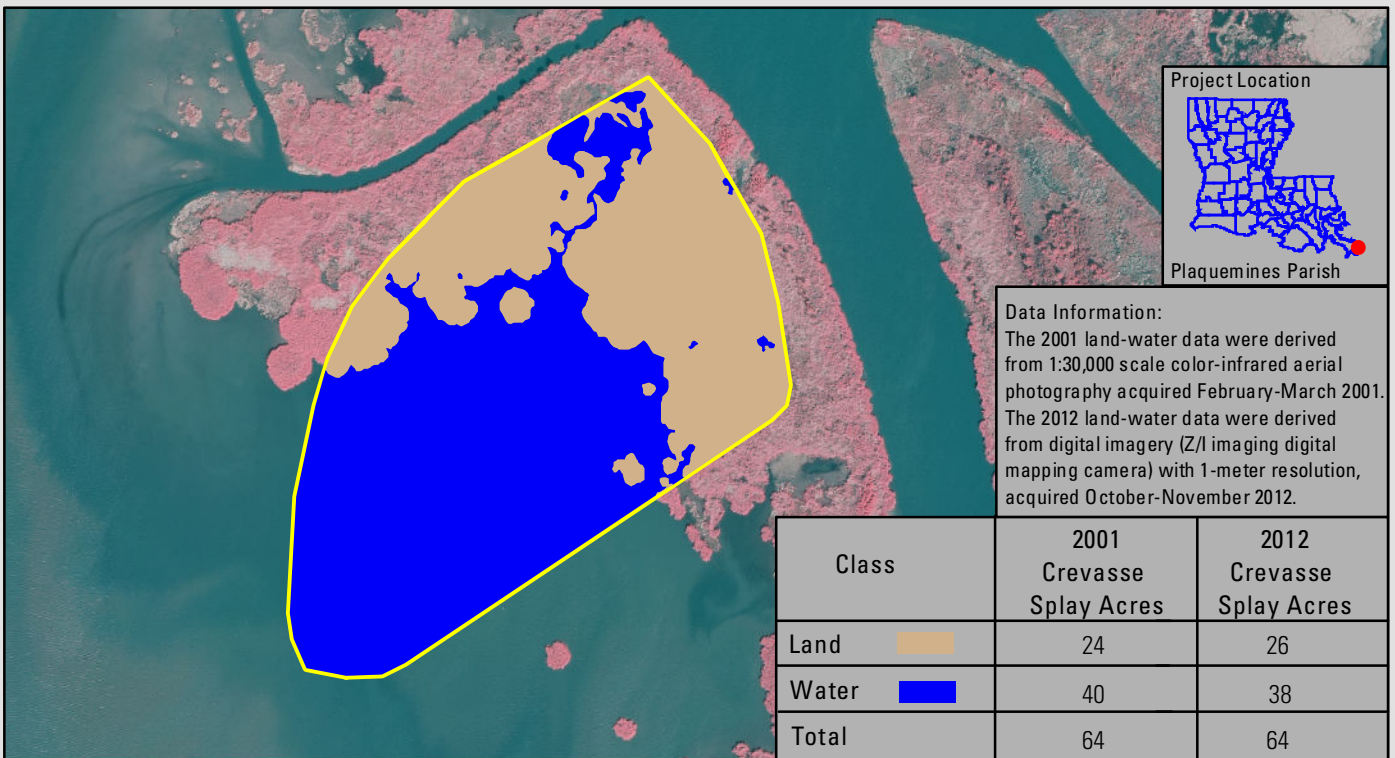 Project Location
Plaquemines Parish
Data Information:
The 2001 land-water data were derived
from 1:30,000 scale color-infrared aerial
photography acquired February-March 2001.
The 2012 land-water data were derived
from digital imagery (Z/I imaging digital
mapping camera) with 1-meter resolution,
acquired October-November 2012.
Class
2001
Crevasse
Splay Acres
2012
Crevasse
Splay Acres
Land 24 26
Water 40 38
Total 64 64